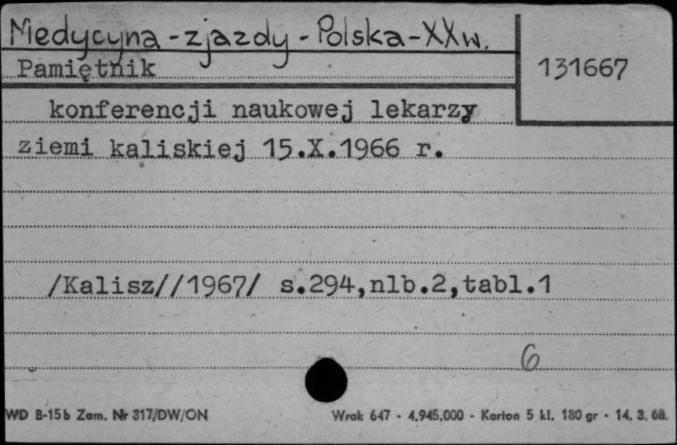 Medycyna - zjazdy - Polska - XX w.
Pamiętnik
131667
konferencji naukowej lekarzy
ziemi kaliskiej 15.X.1966 r.
/Kalisz//1967/ s.294,nlb.2,tabl.1
6
WD B-15b Zam. Nr 317/DW/ON Wrok 647 - 4,945,000 - Karton 5 kl. 180 gr - 14. 3. 68.